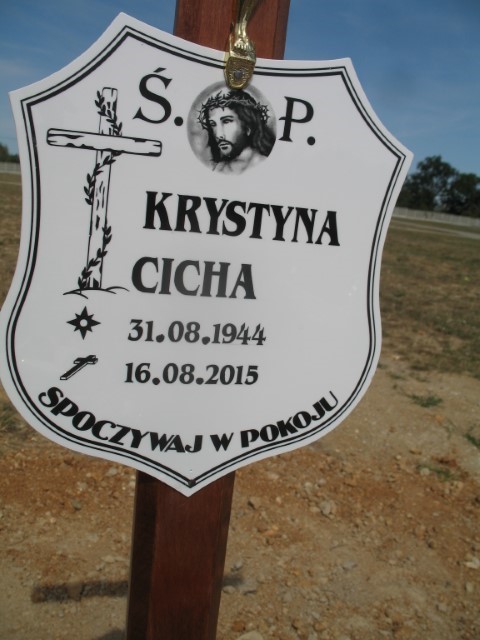 Ś. P.
KRYSTYNA
CICHA
31.08.1944
16.08.2015
SPOCZYWAJ W POKOJU